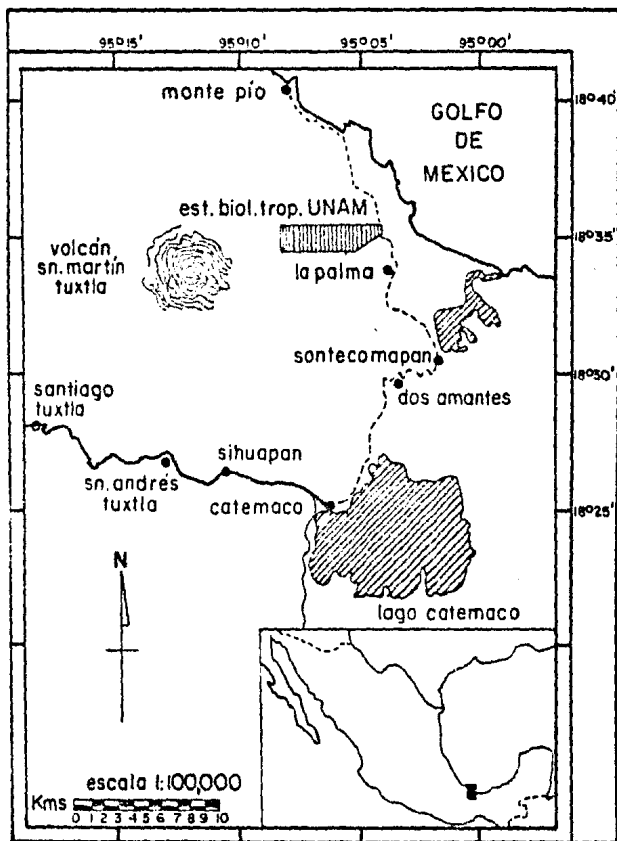 95°15' 95°10' 95°05' 95°00'
monte pío
18°40'
GOLFO
DE
MEXICO
est. biol. trop. UNAM
18°35'
volcán
sn. martín
tuxtla
la palma
sontecomapan
18°30'
dos amantes
santiago
tuxtla
sihuapan
sn. andrés
tuxtla
catemaco
18°25'
lago catemaco
N
escala 1:100,000
Kms
0 1 2 3 4 5 6 7 8 9 10